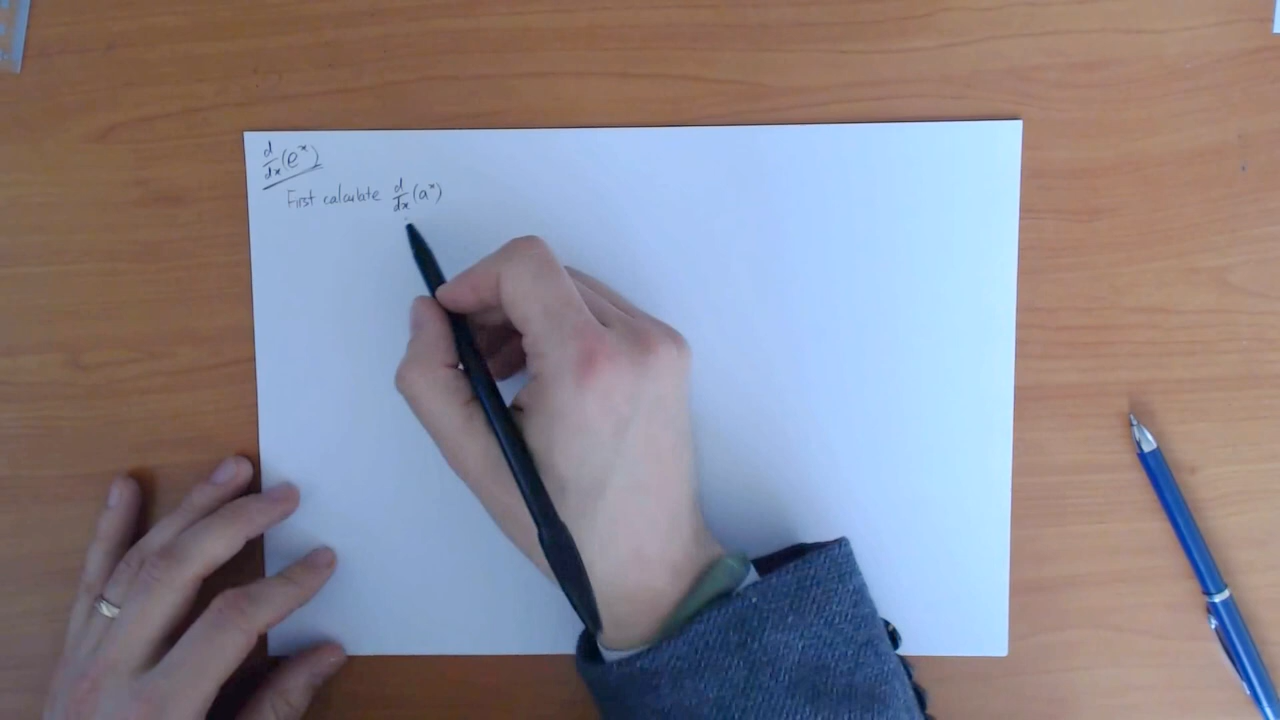 d/dx (e^x)
First calculate d/dx (a^x)